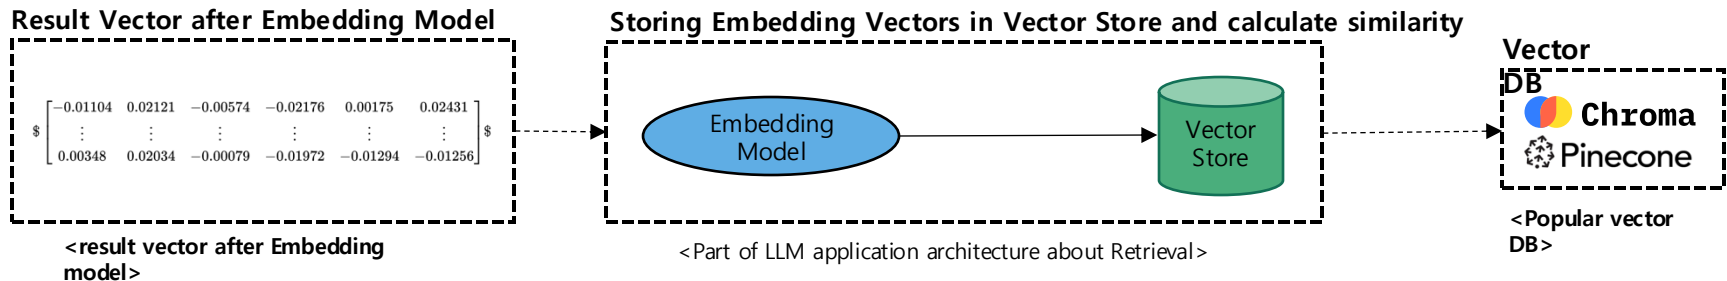 Result Vector after Embedding Model
$ [ −0.01104 0.02121 −0.00574 −0.02176 0.00175 0.02431
⋮ ⋮ ⋮ ⋮ ⋮ ⋮
0.00348 0.02034 −0.00079 −0.01972 −0.01294 −0.01256 ] $
<result vector after Embedding
model>
Storing Embedding Vectors in Vector Store and calculate similarity
Embedding
Model
Vector
Store
<Part of LLM application architecture about Retrieval>
Vector
DB
Chroma
Pinecone
<Popular vector
DB>